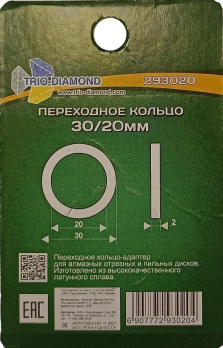 TRIO-DIAMOND
www.trio-diamond.com
293020
ПЕРЕХОДНОЕ КОЛЬЦО
30/20мм
20
30
2
Переходное кольцо-адаптер
для алмазных отрезных и пильных дисков.
Изготовлено из высококачественного
латунного сплава.
EAC
6 907772 930204